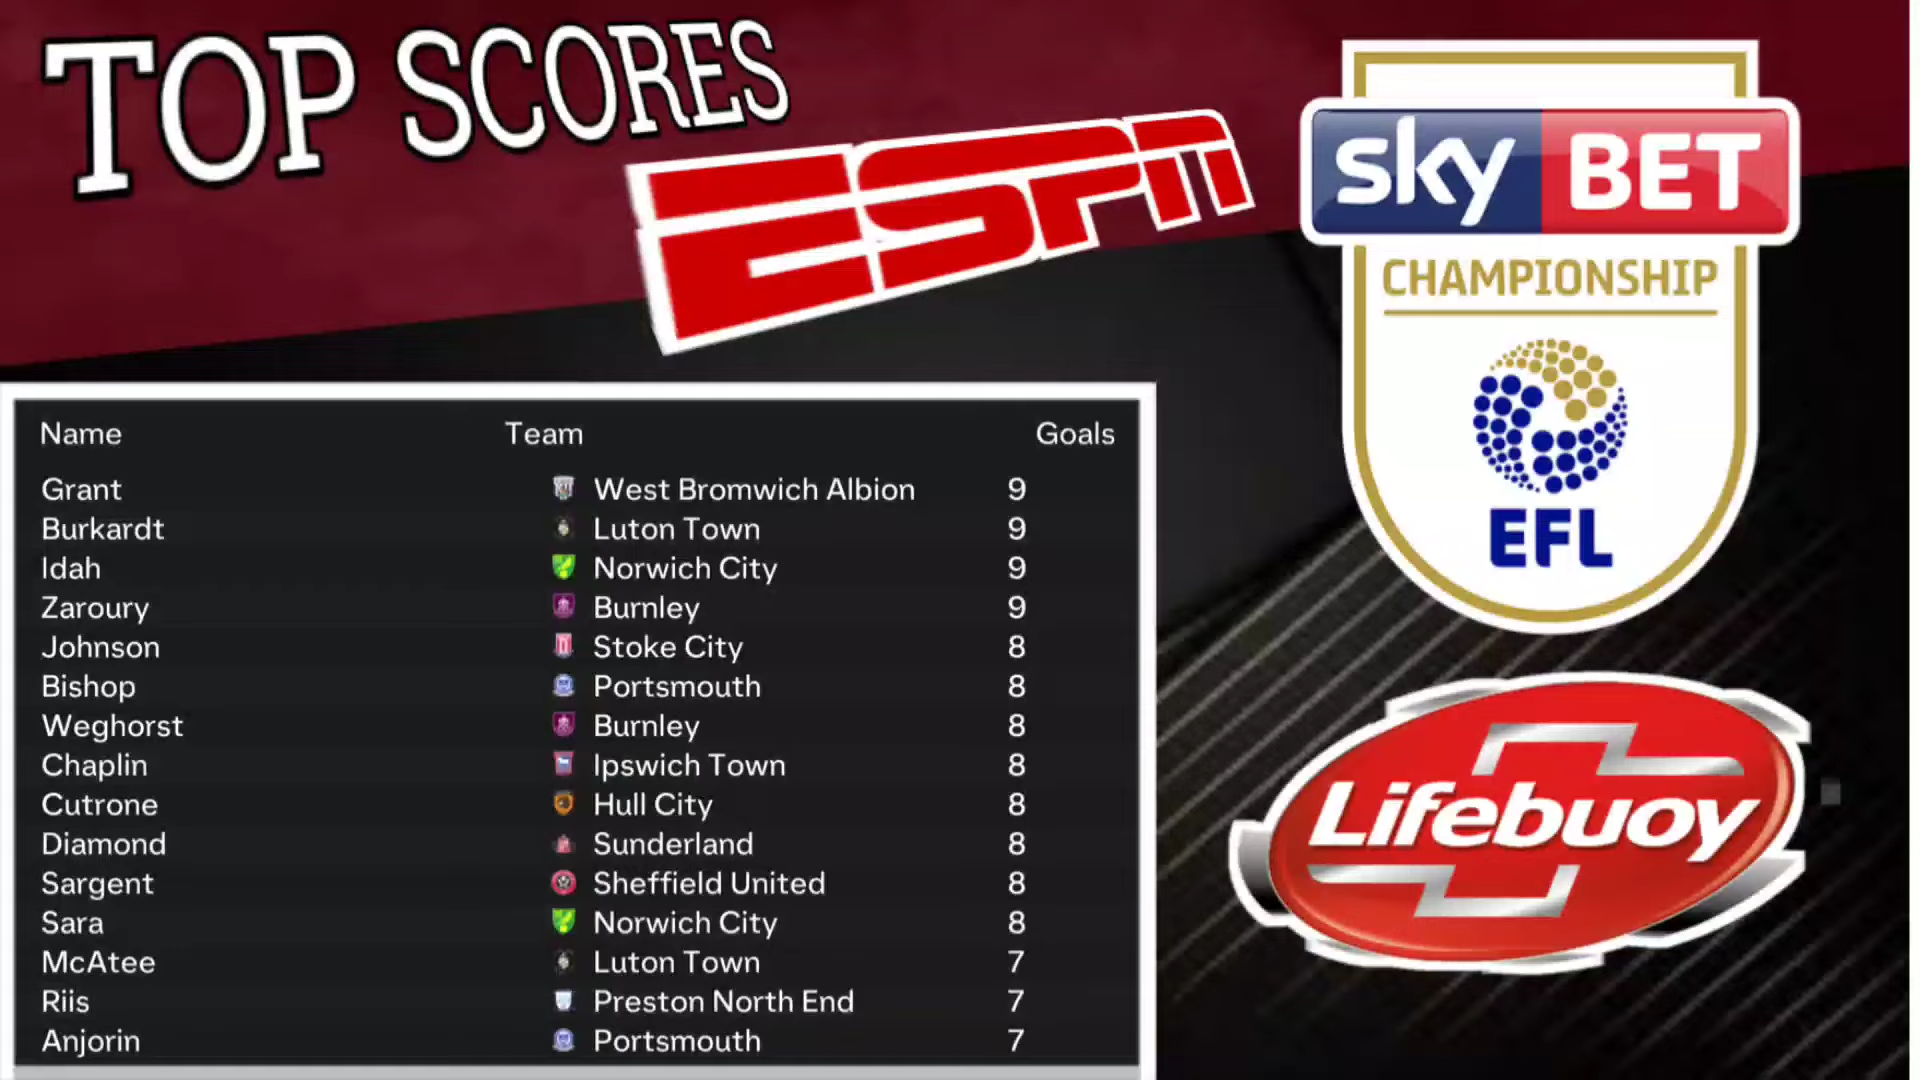 TOP SCORES
ESPN
sky BET
CHAMPIONSHIP
EFL
Lifebuoy
Name Team Goals
Grant West Bromwich Albion 9
Burkardt Luton Town 9
Idah Norwich City 9
Zaroury Burnley 9
Johnson Stoke City 8
Bishop Portsmouth 8
Weghorst Burnley 8
Chaplin Ipswich Town 8
Cutrone Hull City 8
Diamond Sunderland 8
Sargent Sheffield United 8
Sara Norwich City 8
McAtee Luton Town 7
Riis Preston North End 7
Anjorin Portsmouth 7